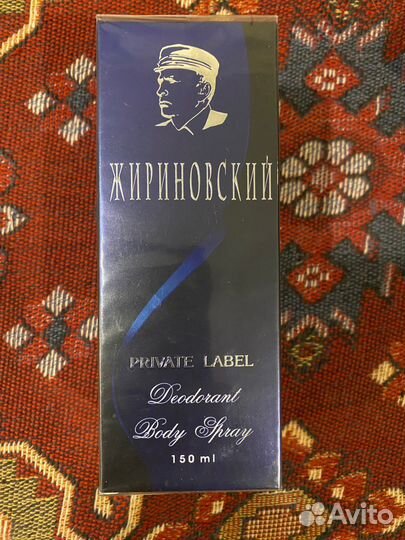 ЖИРИНОВСКИЙ
PRIVATE LABEL
Deodorant
Body Spray
150 ml
Avito